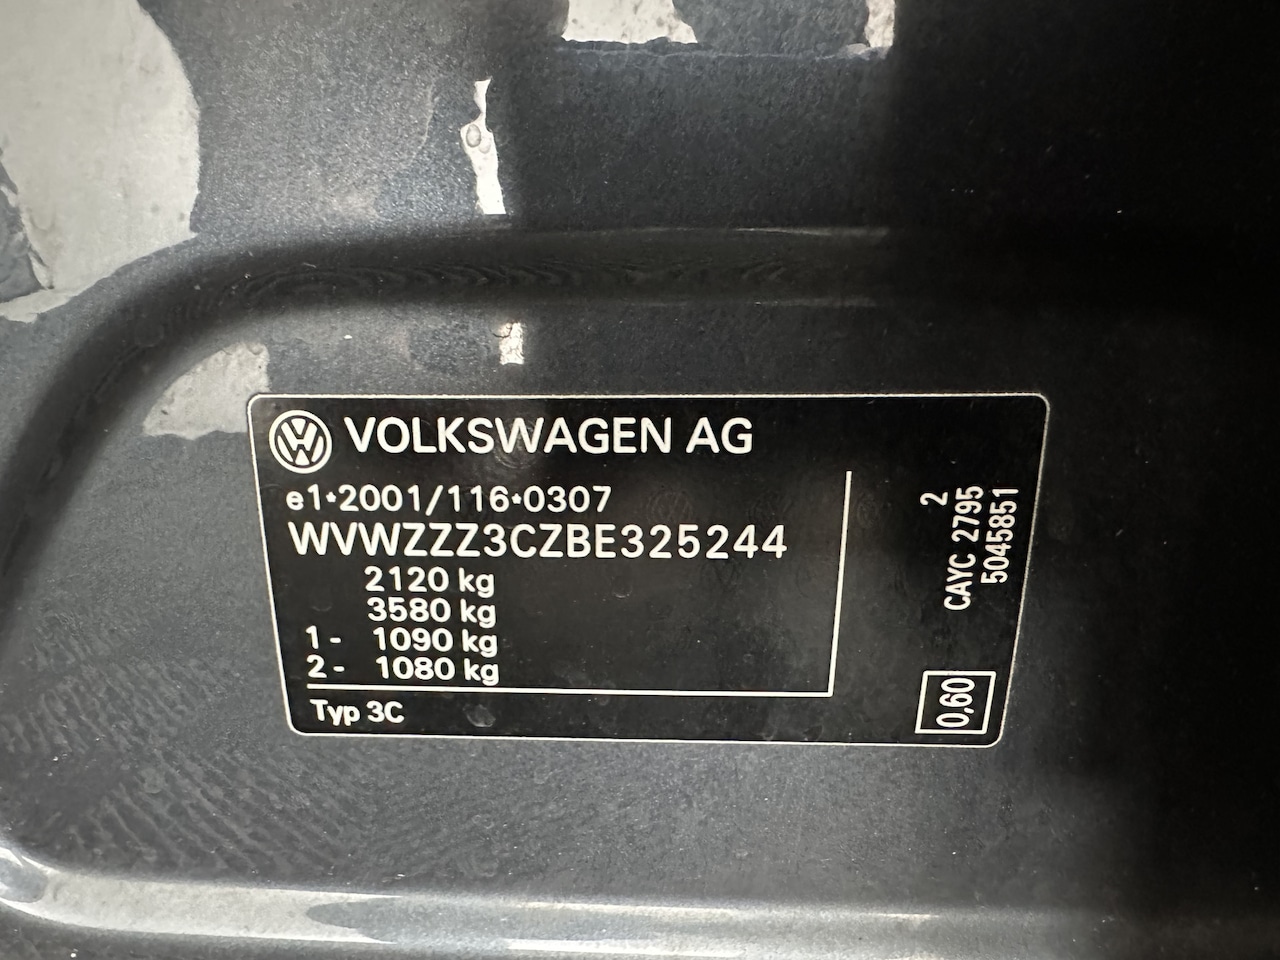 VOLKSWAGEN AG
e1*2001/116*0307
WVWZZZ3CZBE325244
2120 kg
3580 kg
1- 1090 kg
2- 1080 kg
Typ 3C
2
CAYC 2795
5045851
0,60